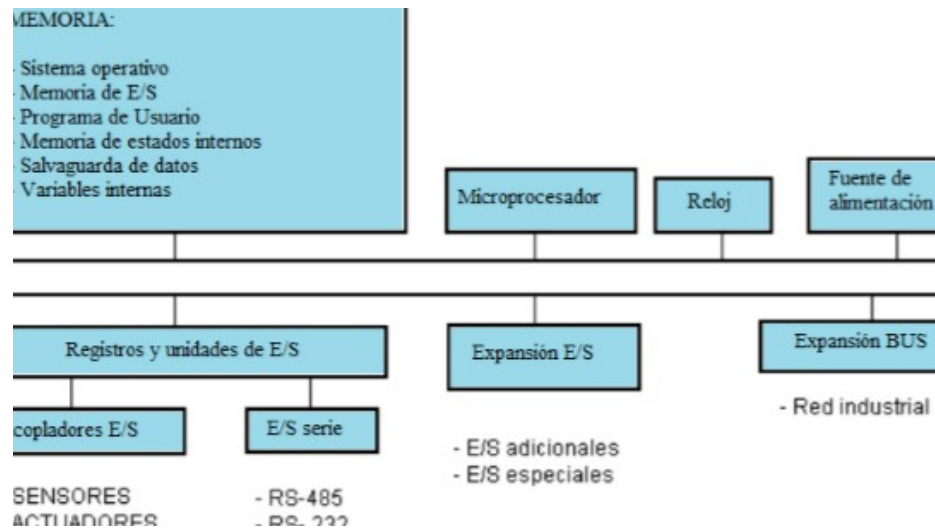 MEMORIA:
- Sistema operativo
- Memoria de E/S
- Programa de Usuario
- Memoria de estados internos
- Salvaguarda de datos
- Variables internas
Microprocesador
Reloj
Fuente de
alimentación
Registros y unidades de E/S
Expansión E/S
Expansión BUS
copladores E/S
E/S serie
- Red industrial
- E/S adicionales
- E/S especiales
SENSORES
ACTUADORES
- RS-485
- RS- 232